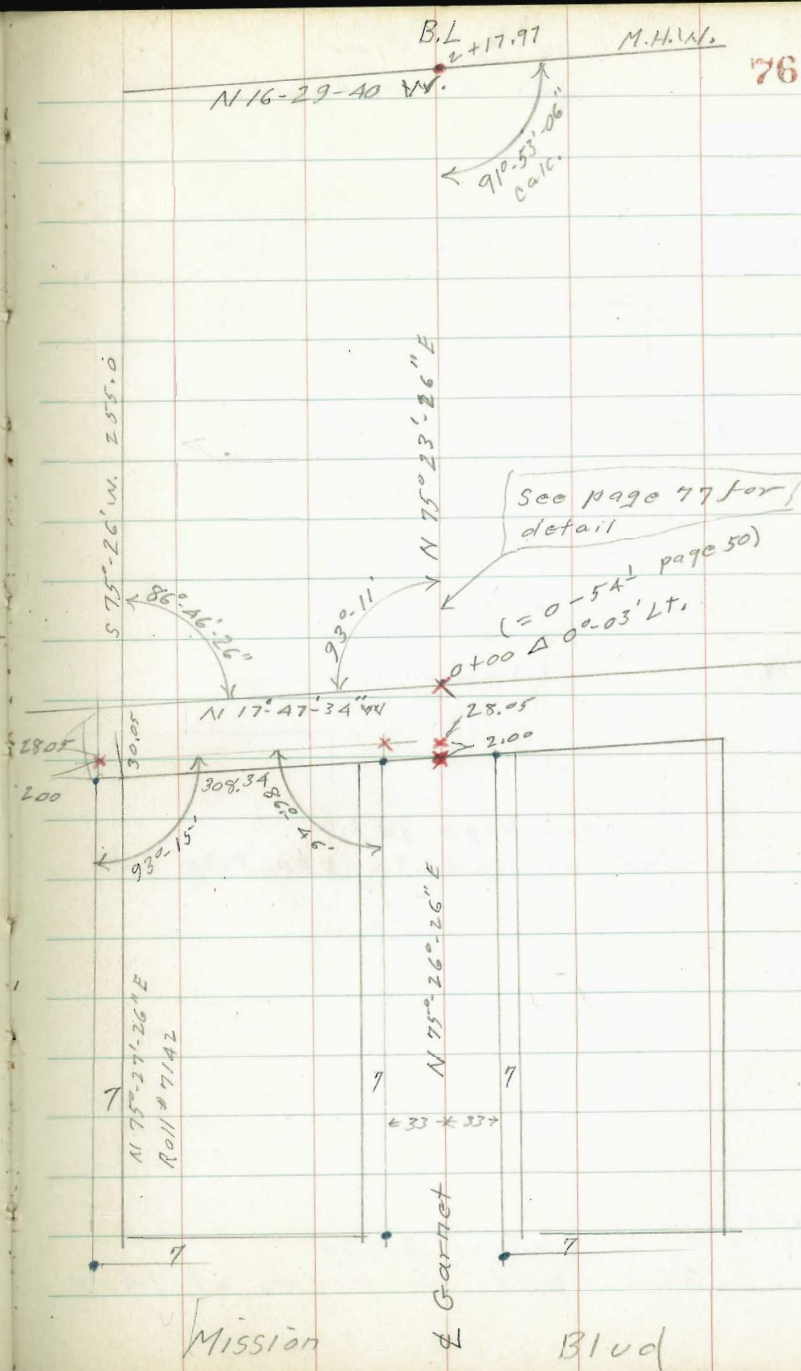 B.L
2+17.97
M.H.W.
76
N 16-29-40 W.
91°-53'-06"
calc.
S 75°-26' W. 255.0
N 75° 23'-26" E
See page 77 for
detail
(= 0-54' page 50)
0+00 Δ 0°-03' Lt.
86°-46'-26"
93°-11'
N 17°-47'-34" W
28.05
2.00
28.05
2.00
30.05
308.34
86°-46'
93°-15'
N 75°-27'-26" E
Roll # 7142
N 75°-26'-26" E
7
7
7
33
33
7
7
℄ Garnet
Mission
Blvd